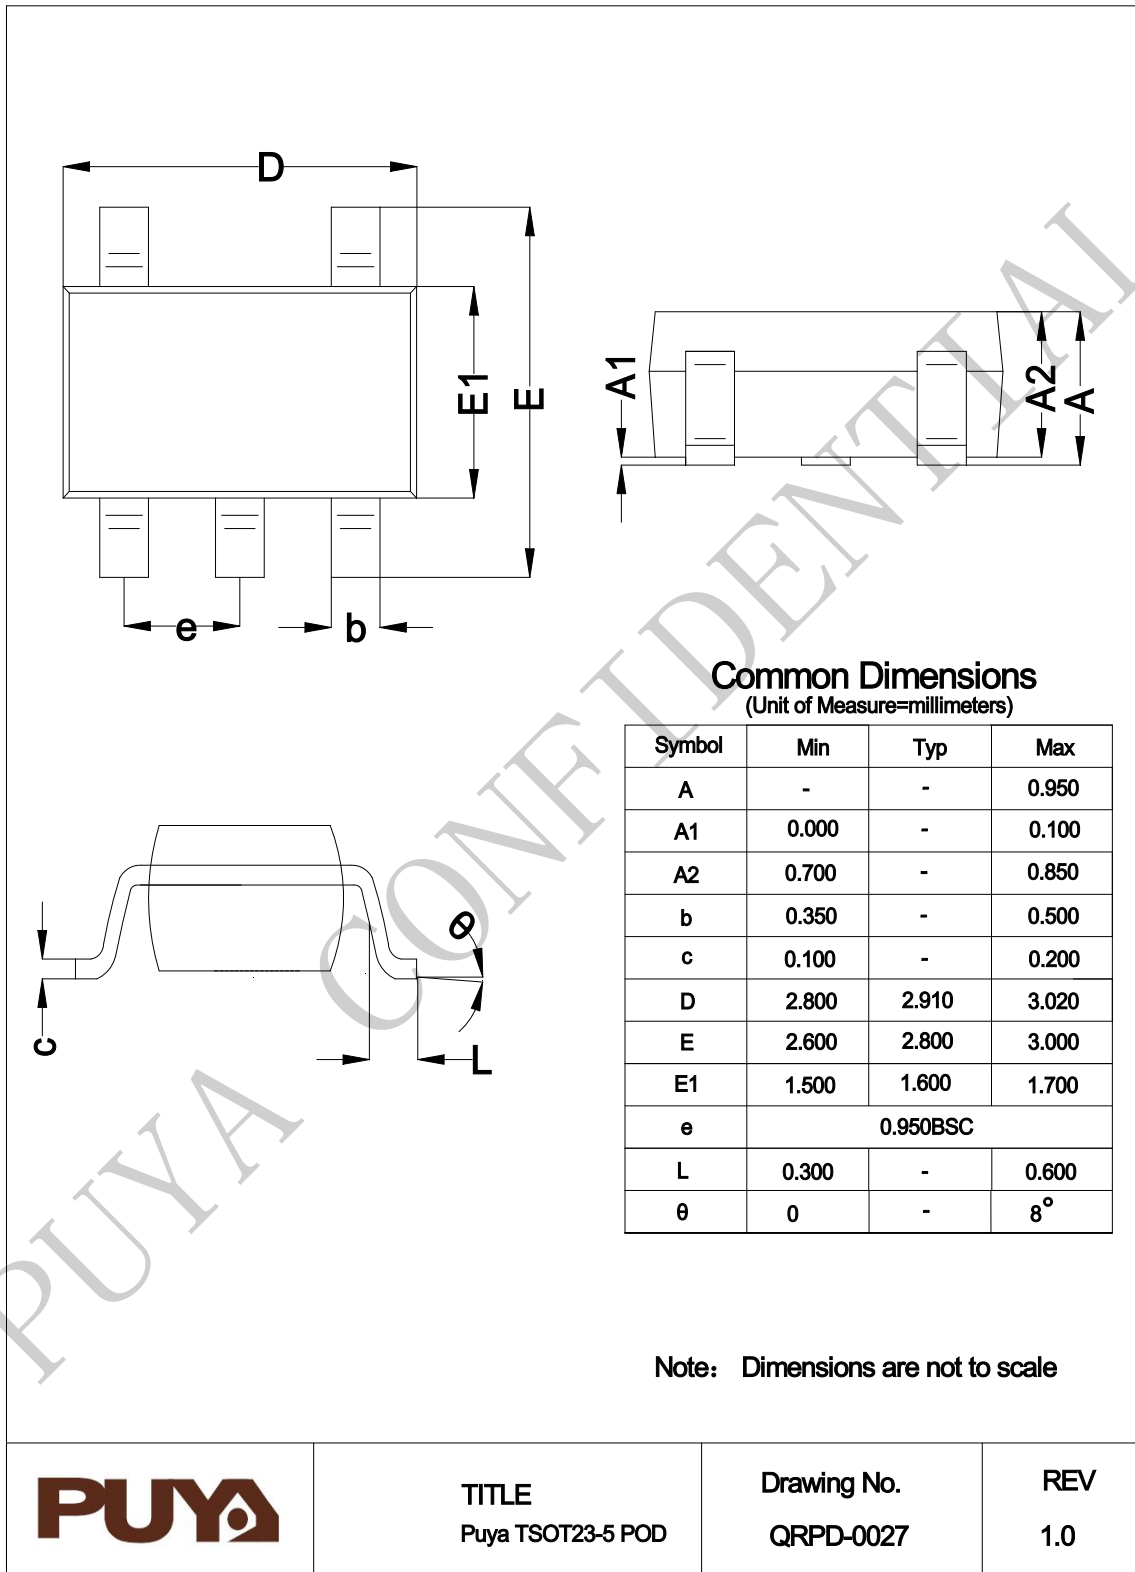 D
E1
E
e
b
A1
A2
A
Common Dimensions
(Unit of Measure=millimeters)
Symbol Min Typ Max
A - - 0.950
A1 0.000 - 0.100
A2 0.700 - 0.850
b 0.350 - 0.500
c 0.100 - 0.200
D 2.800 2.910 3.020
E 2.600 2.800 3.000
E1 1.500 1.600 1.700
e 0.950BSC
L 0.300 - 0.600
θ 0 - 8°
θ
c
L
PUYA CONFIDENTIAL
Note: Dimensions are not to scale
PUYA
TITLE
Puya TSOT23-5 POD
Drawing No.
QRPD-0027
REV
1.0